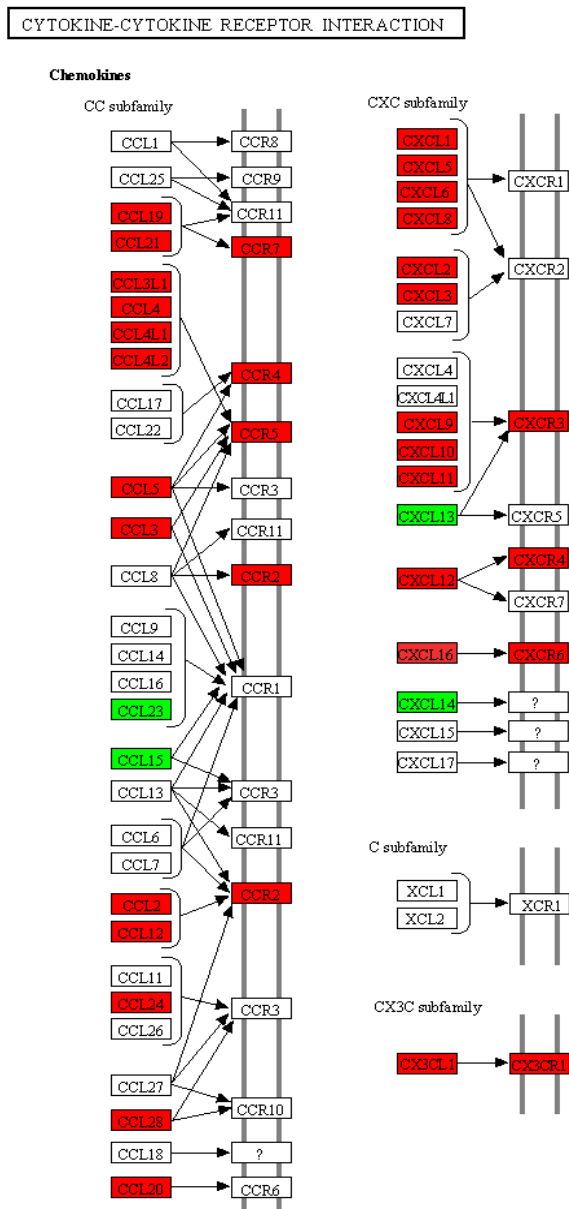 CYTOKINE-CYTOKINE RECEPTOR INTERACTION
Chemokines
CC subfamily
CCL1
CCR8
CCL25
CCR9
CCR11
CCL19
CCL21
CCR7
CCL3L1
CCL4
CCL4L1
CCL4L2
CCR4
CCL17
CCL22
CCR5
CCL5
CCR3
CCL3
CCR11
CCL8
CCR2
CCL9
CCL14
CCL16
CCL23
CCR1
CCL15
CCL13
CCR3
CCL6
CCL7
CCR11
CCR2
CCL2
CCL12
CCL11
CCL24
CCL26
CCR3
CCL27
CCL28
CCR10
CCL18
?
CCL20
CCR6
CXC subfamily
CXCL1
CXCL5
CXCL6
CXCL8
CXCR1
CXCL2
CXCL3
CXCL7
CXCR2
CXCL4
CXCL4L1
CXCL9
CXCL10
CXCL11
CXCR3
CXCL13
CXCR5
CXCL12
CXCR4
CXCR7
CXCL16
CXCR6
CXCL14
?
CXCL15
?
CXCL17
?
C subfamily
XCL1
XCL2
XCR1
CX3C subfamily
CX3CL1
CX3CR1